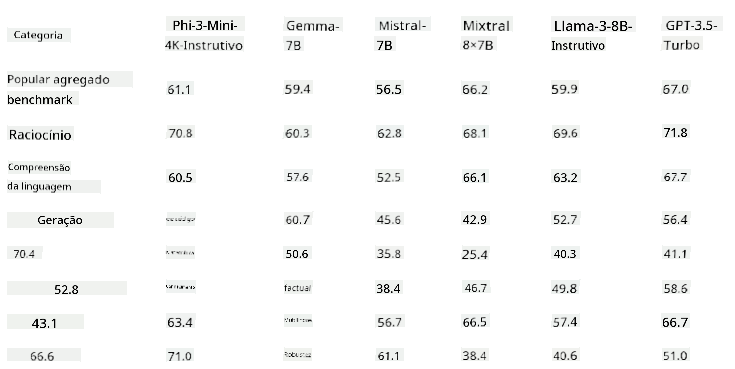 Categoria Phi-3-Mini-4K-Instrutivo Gemma-7B Mistral-7B Mixtral 8×7B Llama-3-8B-Instrutivo GPT-3.5-Turbo
Popular agregado benchmark 61.1 59.4 56.5 66.2 59.9 67.0
Raciocínio 70.8 60.3 62.8 68.1 69.6 71.8
Compreensão da linguagem 60.5 57.6 52.5 66.1 63.2 67.7
Geração 60.7 45.6 42.9 52.7 56.4
70.4 50.6 35.8 25.4 40.3 41.1
52.8 factual 38.4 46.7 49.8 58.6
43.1 63.4 56.7 66.5 57.4 66.7
66.6 71.0 Robustez 61.1 38.4 40.6 51.0